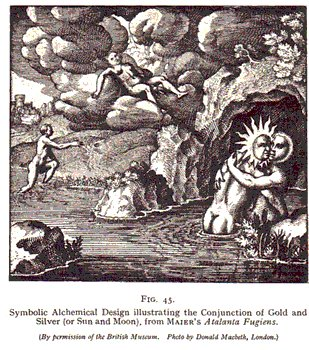 FIG. 45.
Symbolic Alchemical Design illustrating the Conjunction of Gold and
Silver (or Sun and Moon), from MAIER'S Atalanta Fugiens.
(By permission of the British Museum. Photo by Donald Macbeth, London.)